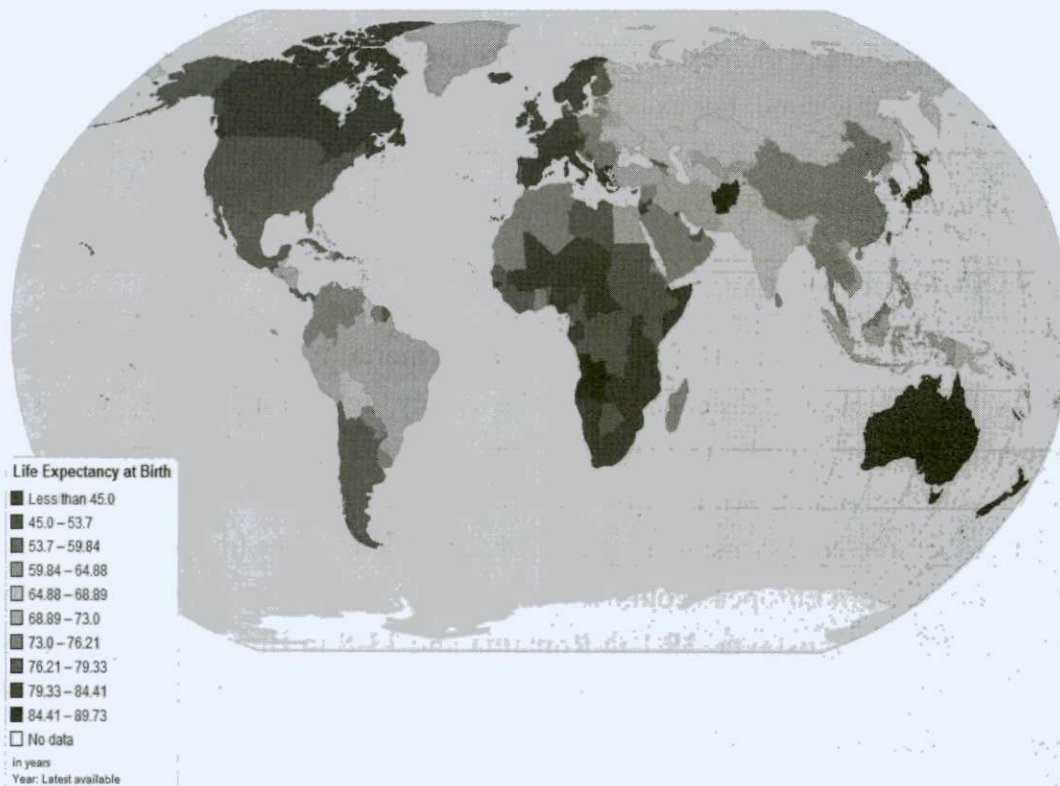 Life Expectancy at Birth
Less than 45.0
45.0 – 53.7
53.7 – 59.84
59.84 – 64.88
64.88 – 68.89
68.89 – 73.0
73.0 – 76.21
76.21 – 79.33
79.33 – 84.41
84.41 – 89.73
No data
in years
Year: Latest available